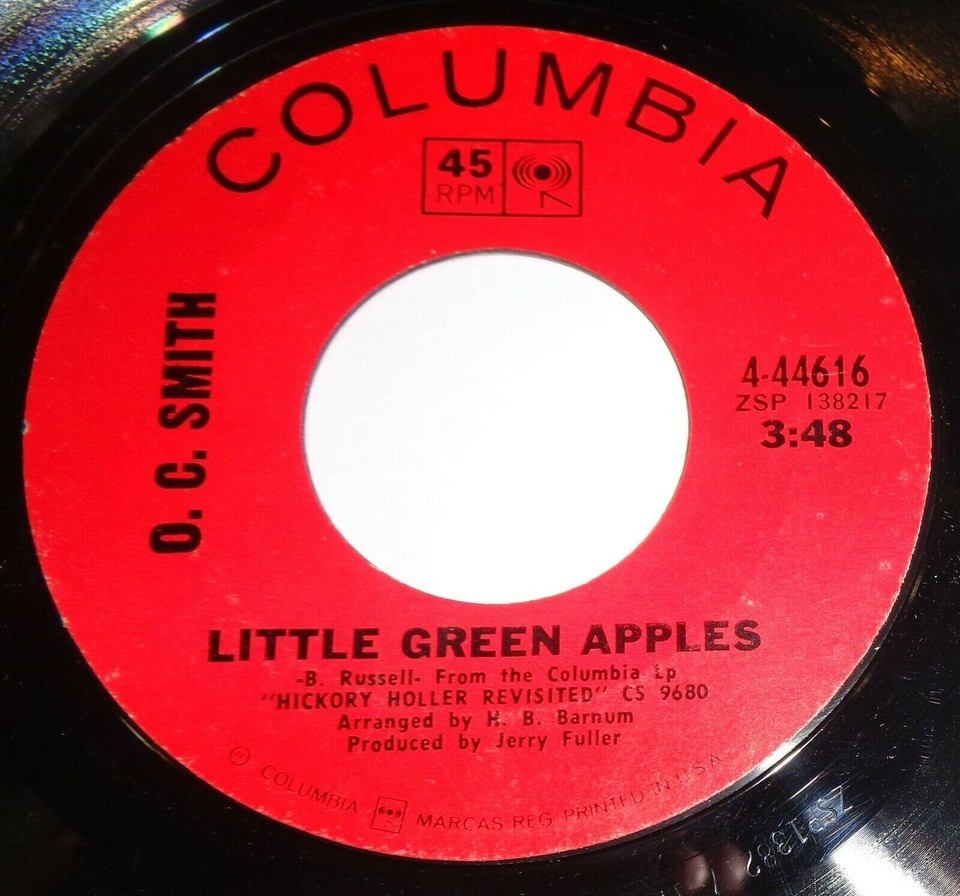 COLUMBIA
45
RPM
O. C. SMITH
4-44616
ZSP 138217
3:48
LITTLE GREEN APPLES
-B. Russell- From the Columbia Lp
"HICKORY HOLLER REVISITED" CS 9680
Arranged by H. B. Barnum
Produced by Jerry Fuller
COLUMBIA MARCAS REG. PRINTED IN U S A
ZSP1382